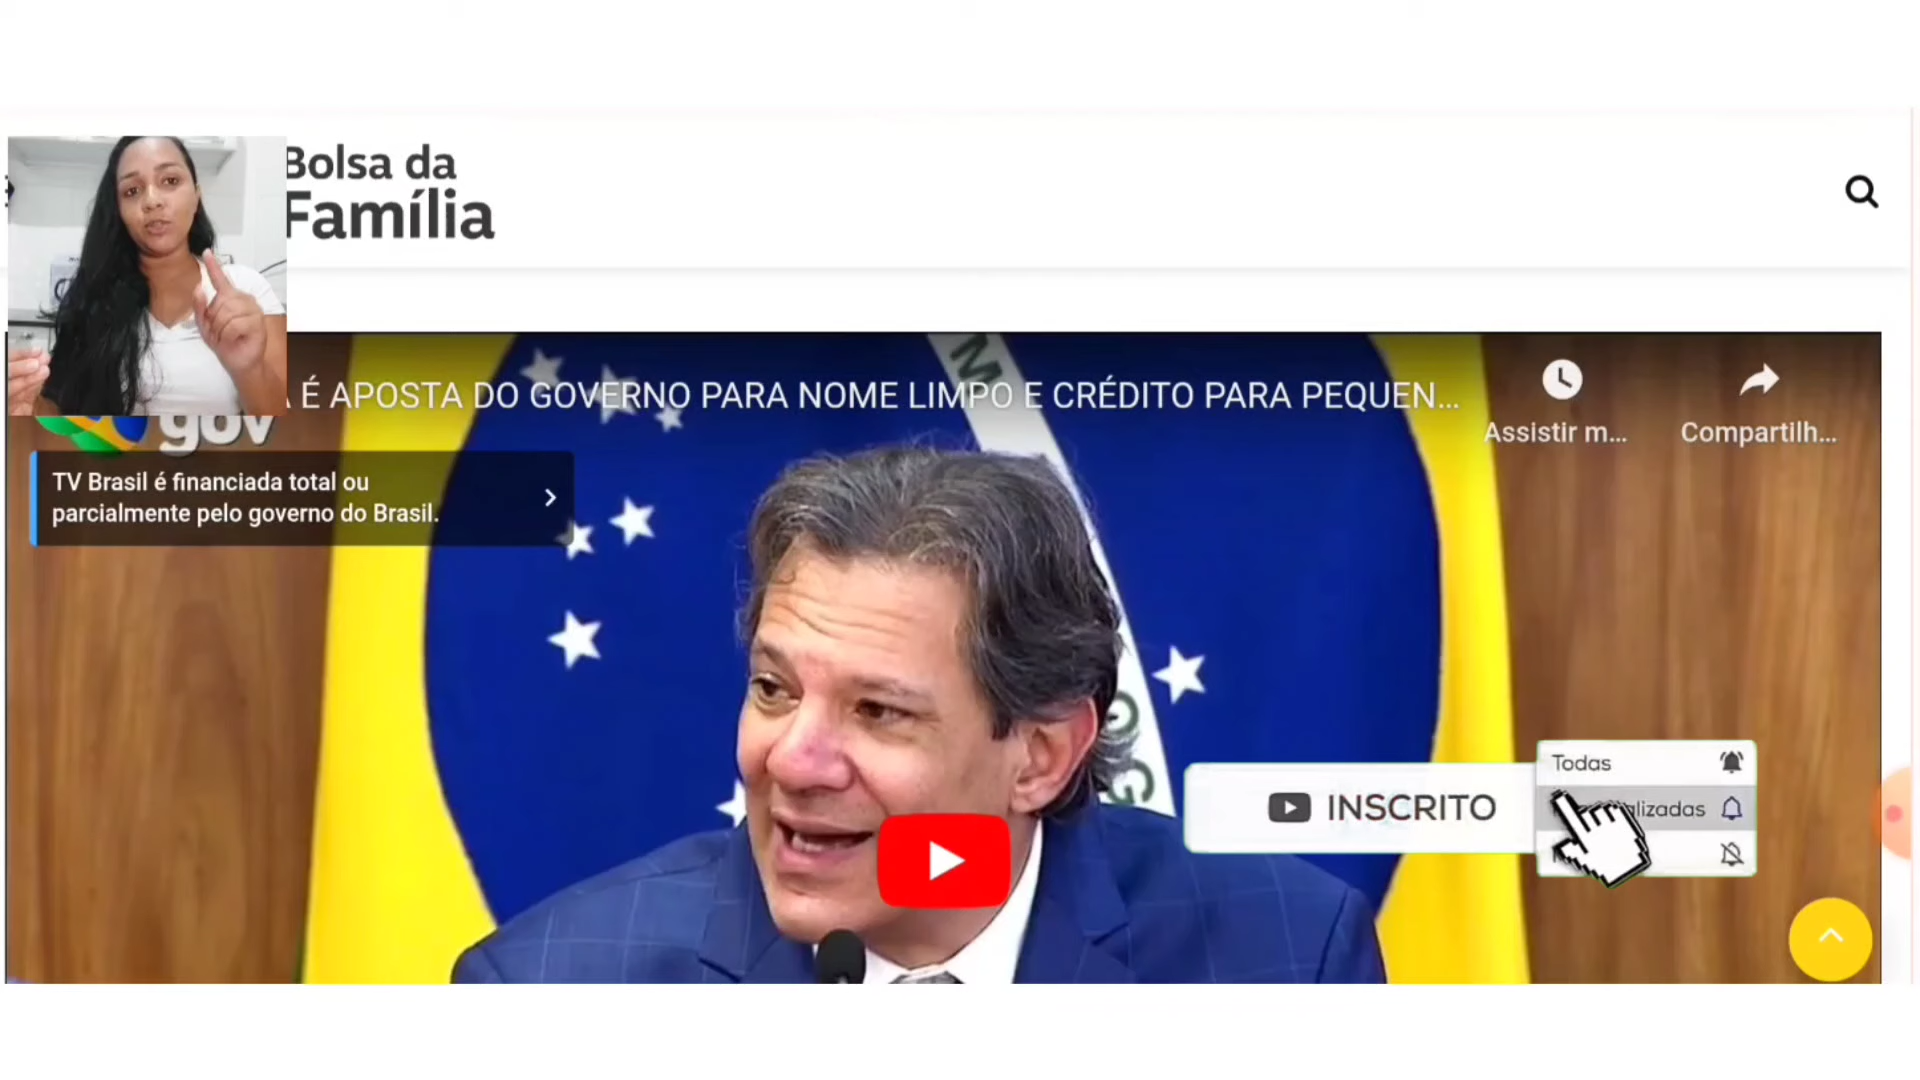 Bolsa da
Família
É APOSTA DO GOVERNO PARA NOME LIMPO E CRÉDITO PARA PEQUEN...
Assistir m...
Compartilh...
gov
TV Brasil é financiada total ou
parcialmente pelo governo do Brasil.
INSCRITO
Todas
alizadas